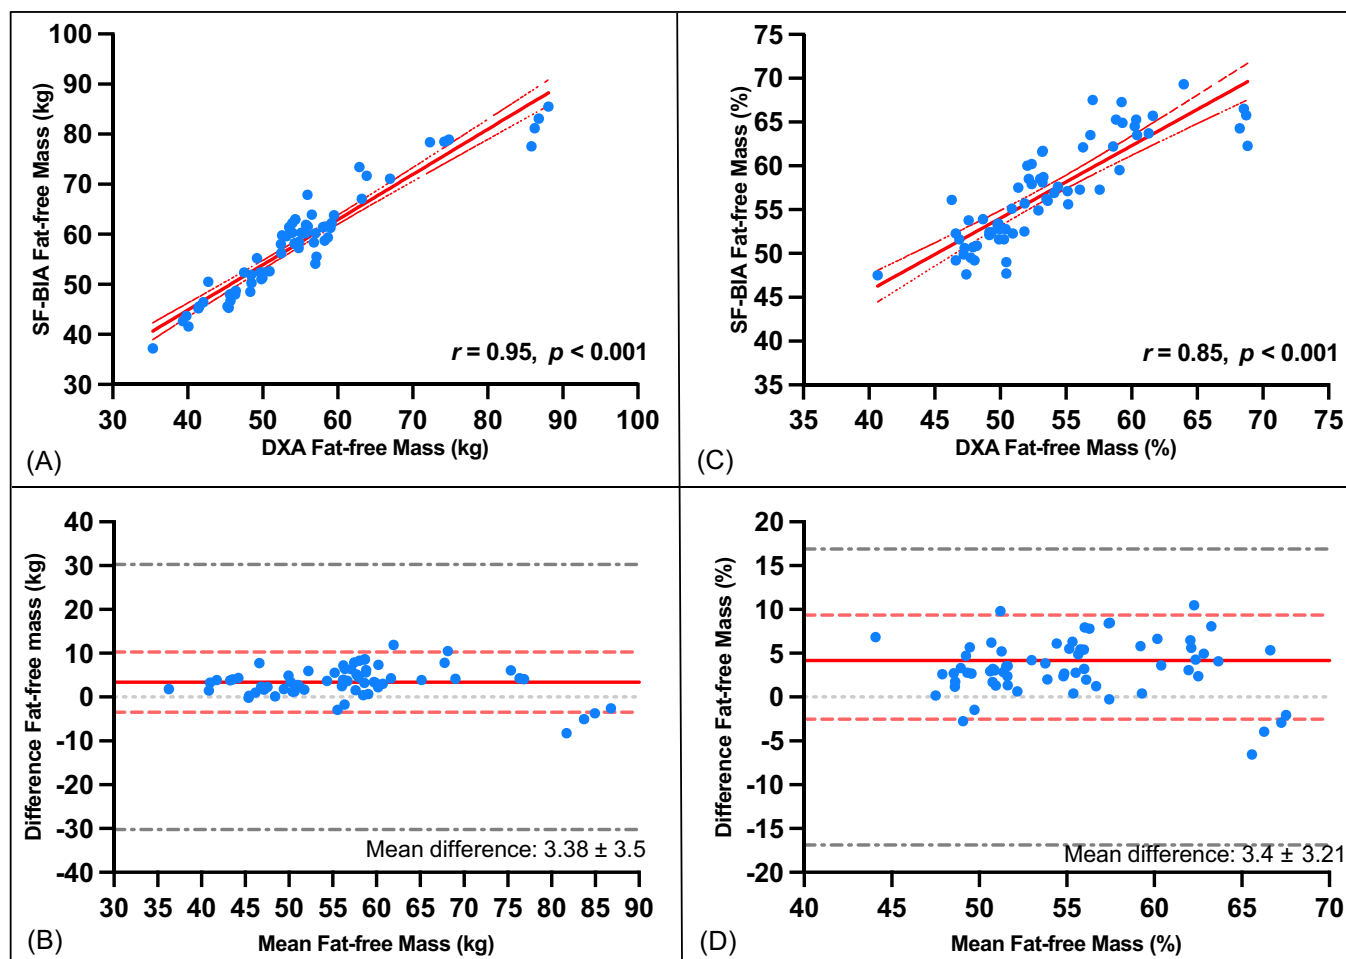 100
90
80
70
60
50
40
30
SF-BIA Fat-free Mass (kg)
r = 0.95, p < 0.001
30 40 50 60 70 80 90 100
DXA Fat-free Mass (kg)
(A)
75
70
65
60
55
50
45
40
35
SF-BIA Fat-free Mass (%)
r = 0.85, p < 0.001
35 40 45 50 55 60 65 70 75
DXA Fat-free Mass (%)
(C)
40
30
20
10
0
-10
-20
-30
-40
Difference Fat-free mass (kg)
Mean difference: 3.38 ± 3.5
30 35 40 45 50 55 60 65 70 75 80 85 90
Mean Fat-free Mass (kg)
(B)
20
15
10
5
0
-5
-10
-15
-20
Difference Fat-free Mass (%)
Mean difference: 3.4 ± 3.21
40 45 50 55 60 65 70
Mean Fat-free Mass (%)
(D)